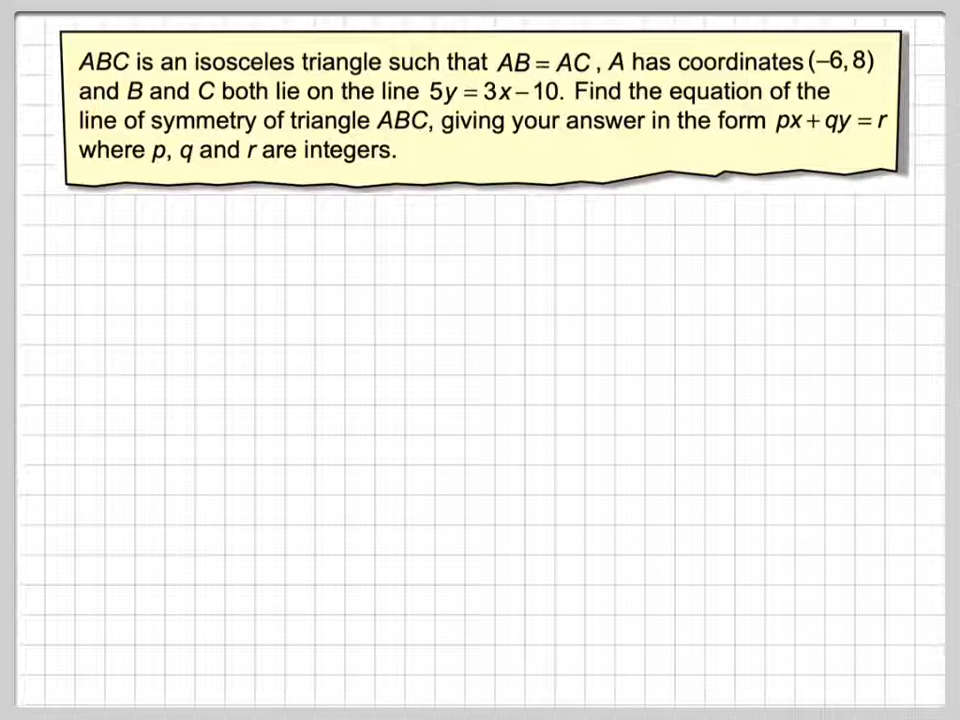 ABC is an isosceles triangle such that AB = AC, A has coordinates (–6, 8)
and B and C both lie on the line 5y = 3x – 10. Find the equation of the
line of symmetry of triangle ABC, giving your answer in the form px + qy = r
where p, q and r are integers.